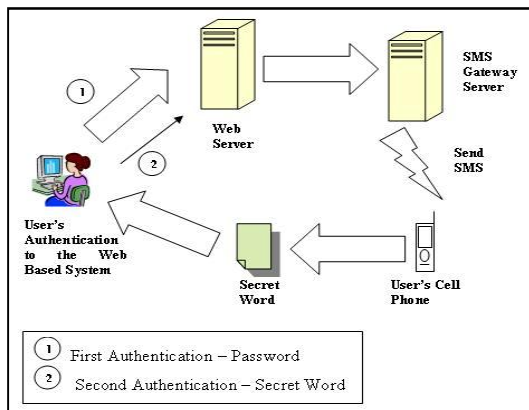 1
Web
Server
SMS
Gateway
Server
2
Send
SMS
User's
Authentication
to the Web
Based System
Secret
Word
User's Cell
Phone
1 First Authentication – Password
2 Second Authentication – Secret Word